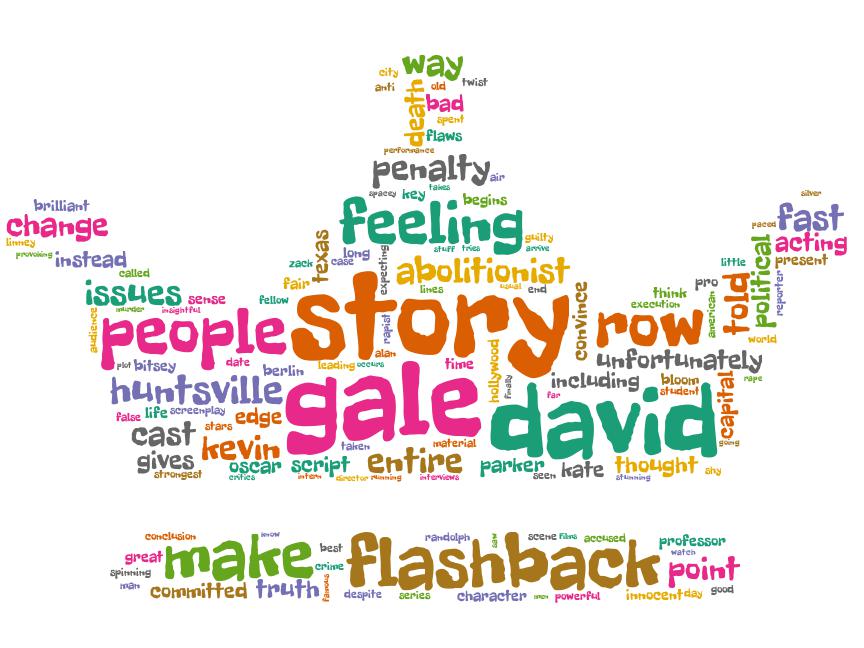 way
city
twist
anti
old
death
bad
spent
flaws
performance
penalty
air
takes
spacey
key
begins
silver
brilliant
feeling
paced
fast
change
linney
guilty
acting
texas
stuff
tries
arrive
provoking
instead
long
case
expecting
present
zack
abolitionist
little
political
called
fair
usual
lines
end
pro
told
reporter
issues
sense
fellow
story
convince
think
execution
american
murder
insightful
audience
people
rapist
row
world
alan
hollywood
unfortunately
plot
bitsey
date
berlin
leading
occurs
time
finally
including
bloom
rape
huntsville
gale
far
student
capital
david
false
life
screenplay
edge
stars
cast
kevin
taken
material
going
gives
oscar
script
entire
parker
seen
kate
thought
shy
strongest
critics
intern
director
running
interviews
stunning
conclusion
know
randolph
saw
scene
films
accused
professor
great
make
best
flashback
watch
spinning
crime
point
man
committed
truth
famous
despite
series
character
powerful
innocent
day
good